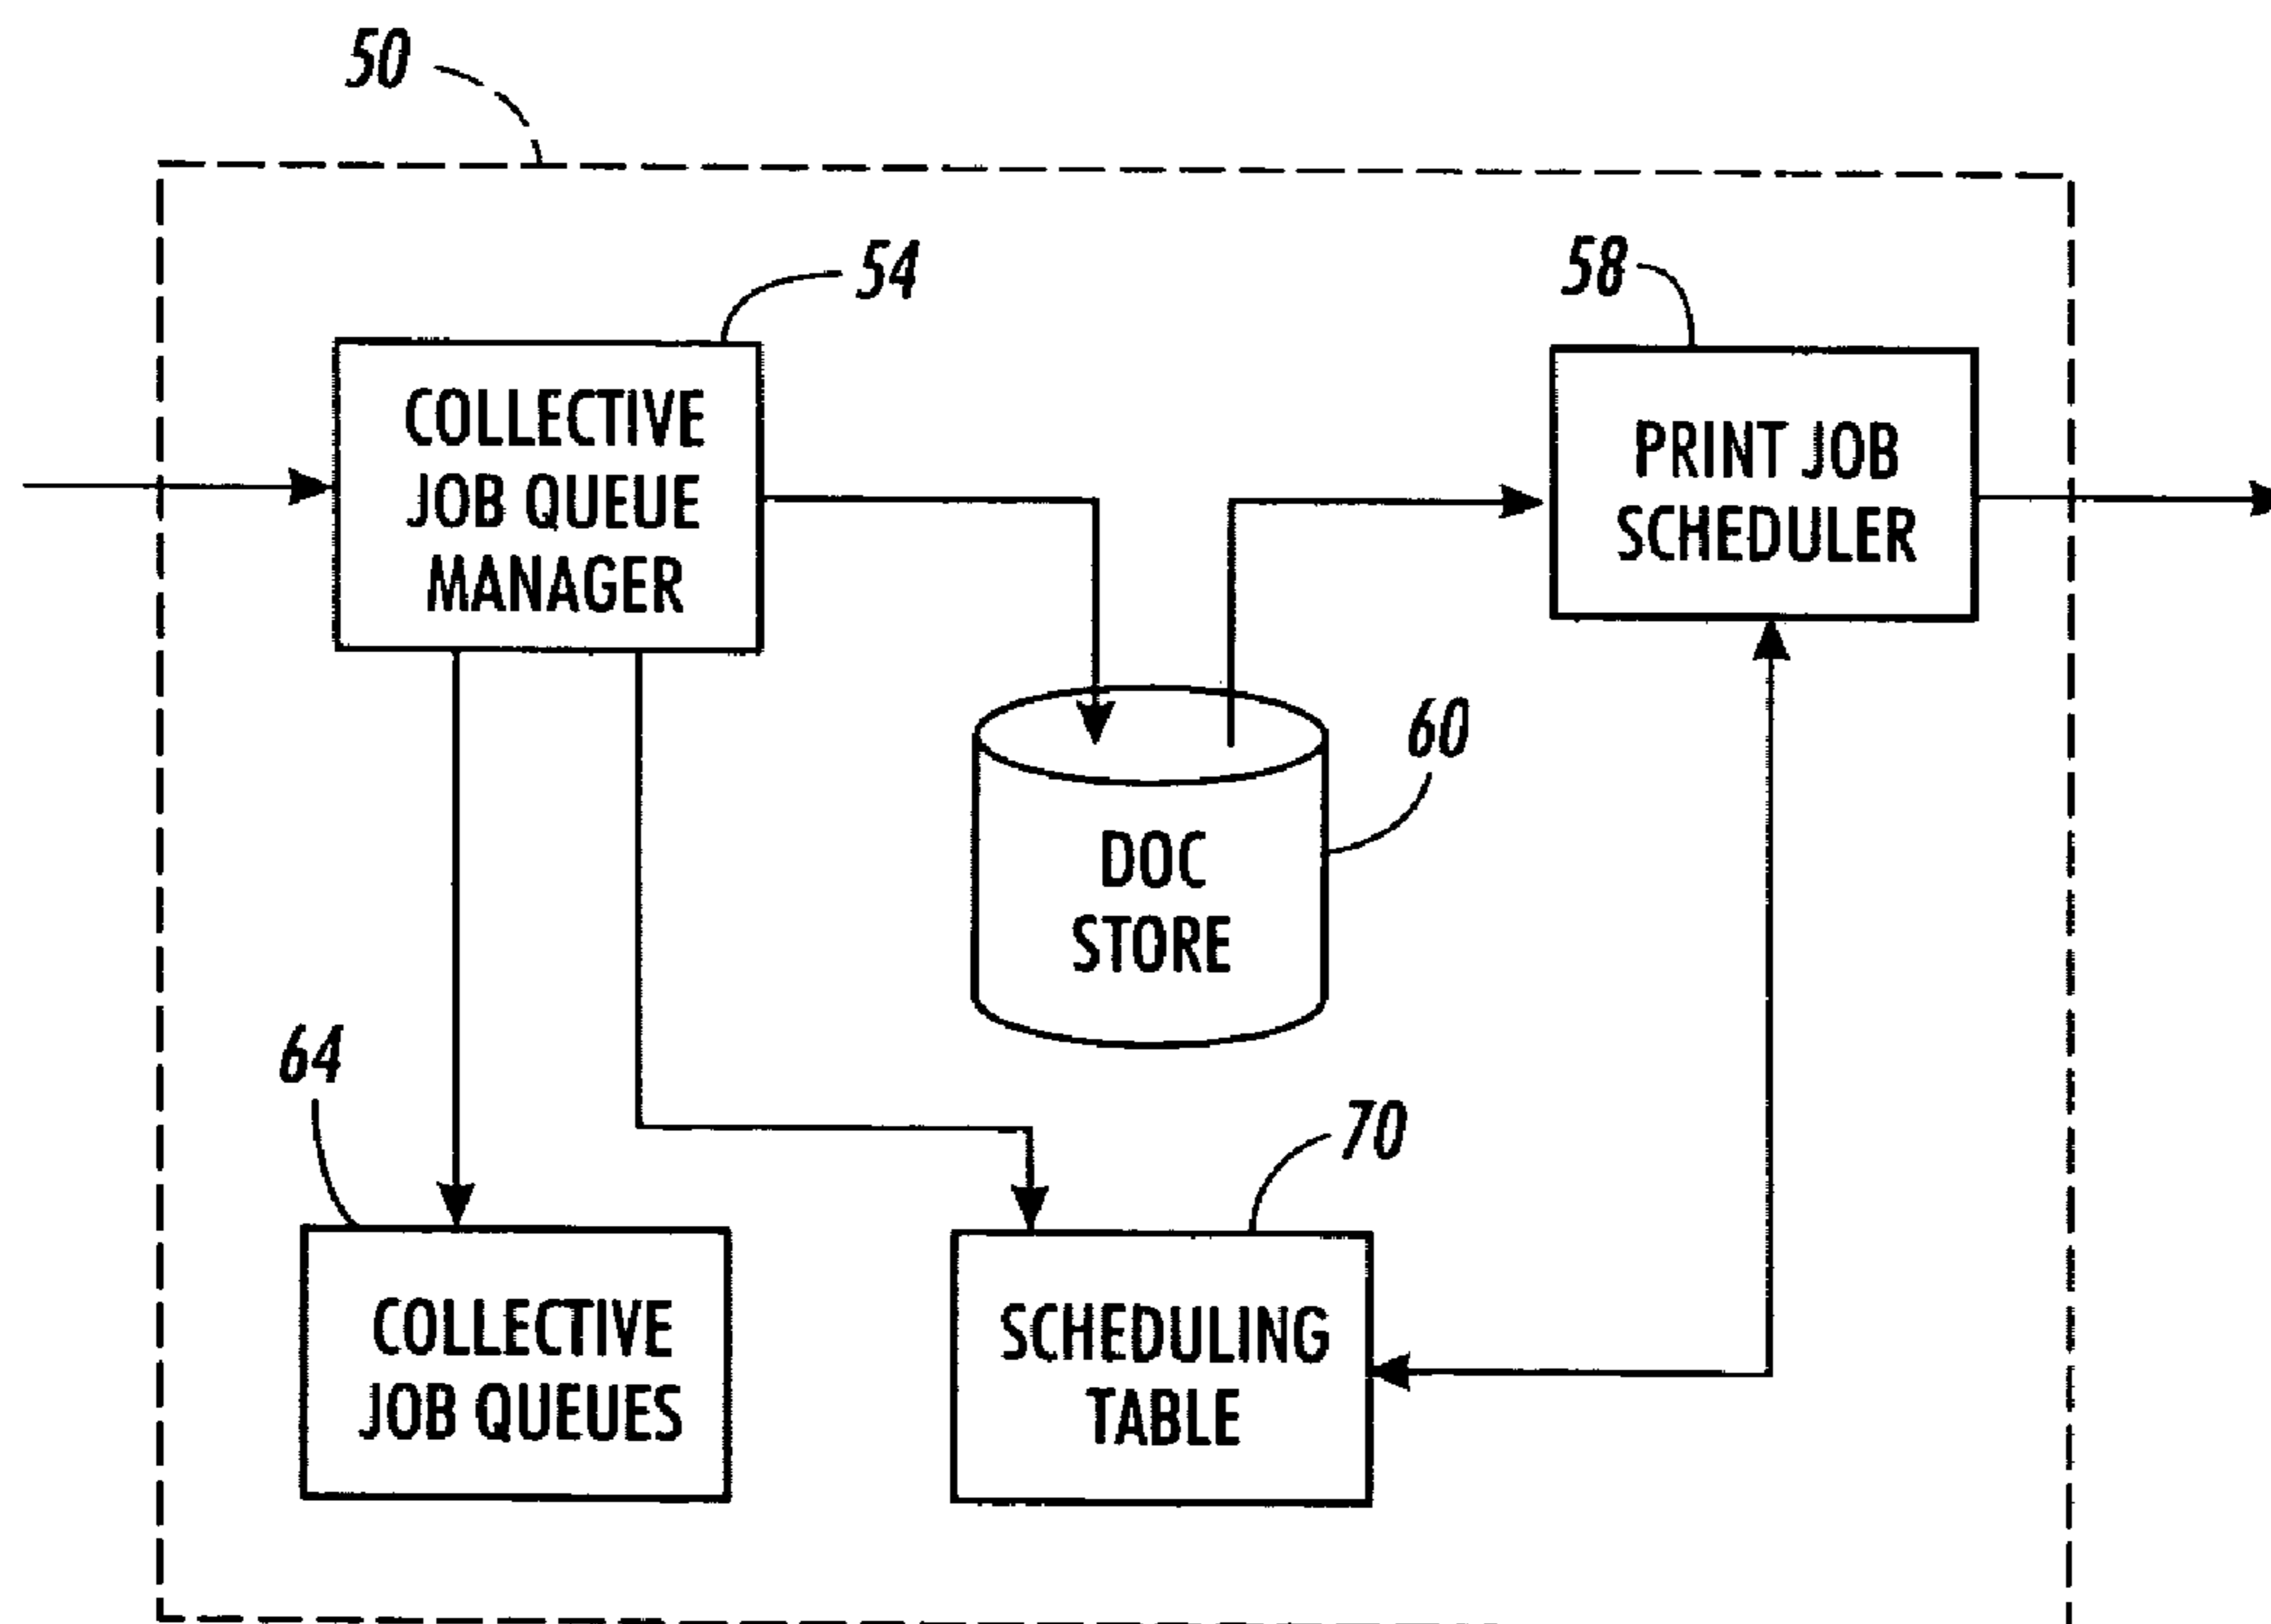 50
54
58
COLLECTIVE
JOB QUEUE
MANAGER
PRINT JOB
SCHEDULER
60
DOC
STORE
64
70
COLLECTIVE
JOB QUEUES
SCHEDULING
TABLE